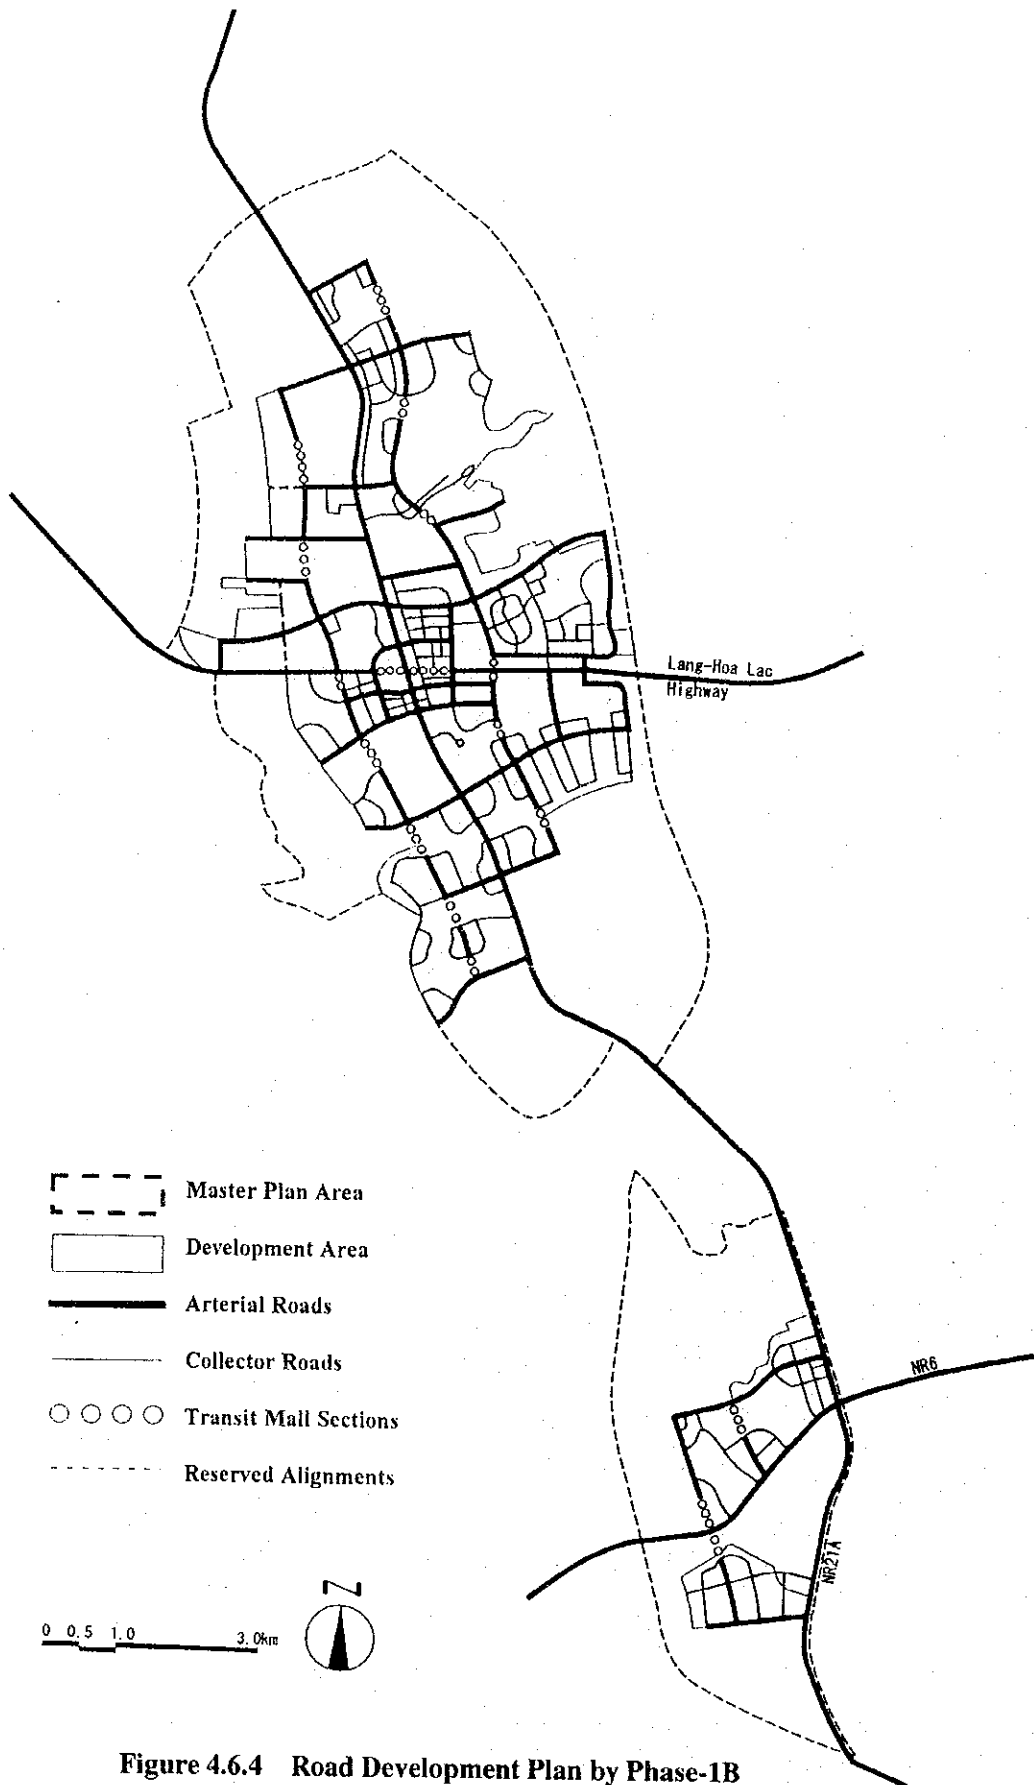 Lang-Hoa Lac
Highway
Master Plan Area
Development Area
Arterial Roads
Collector Roads
Transit Mall Sections
Reserved Alignments
NR6
NR21A
N
0 0.5 1.0 3.0km
Figure 4.6.4 Road Development Plan by Phase-1B